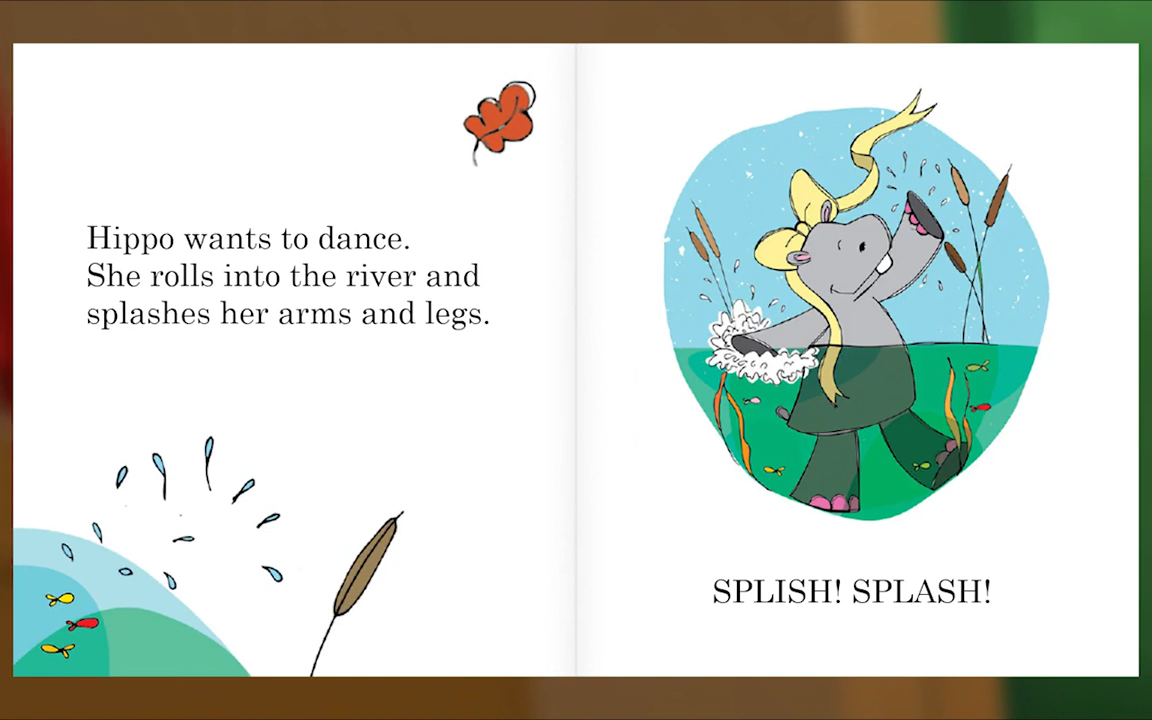 Hippo wants to dance.
She rolls into the river and
splashes her arms and legs.
SPLISH! SPLASH!